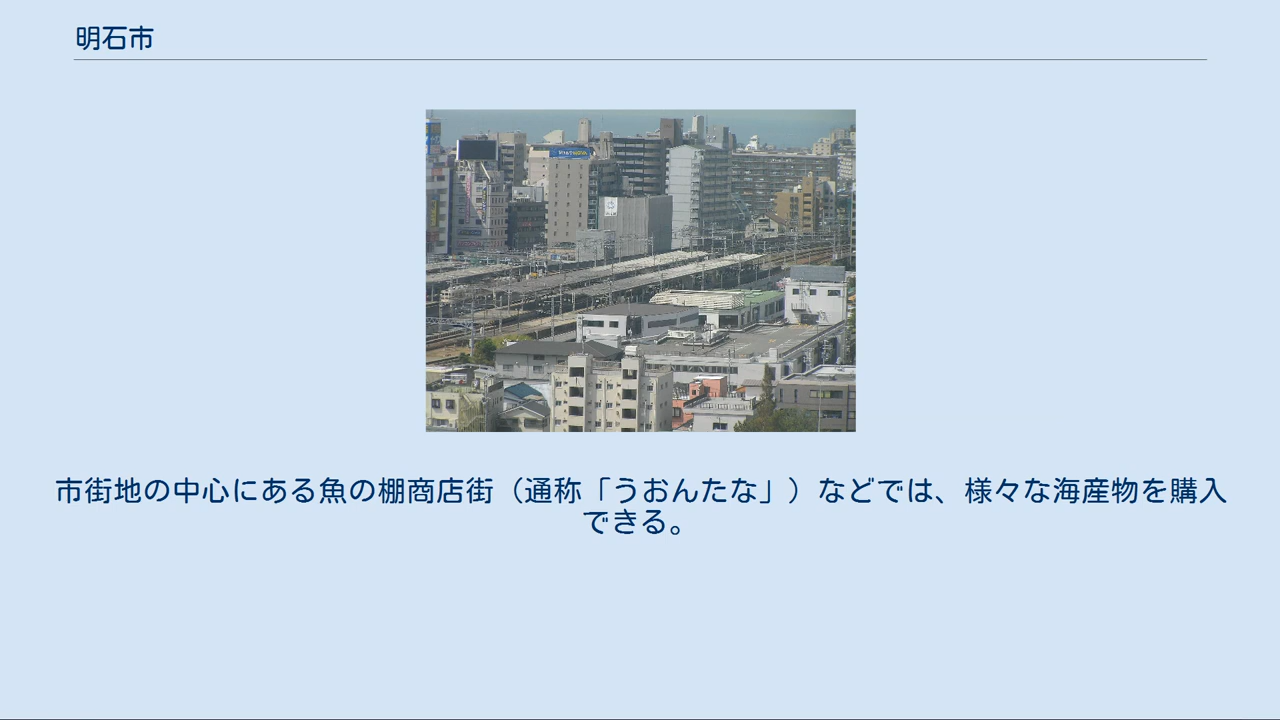 明石市
市街地の中心にある魚の棚商店街（通称「うおんたな」）などでは、様々な海産物を購入
できる。